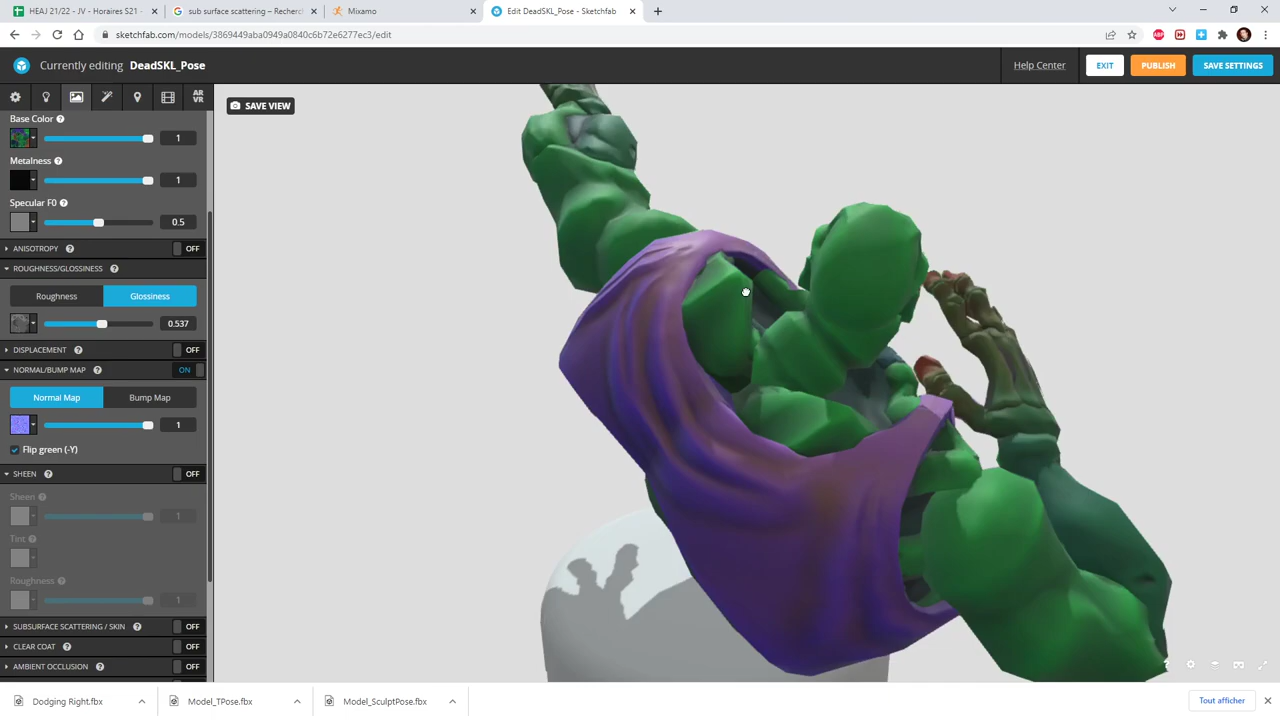 HEAJ 21/22 - JV - Horaires S21 -
sub surface scattering – Recherch
Mixamo
Edit DeadSKL_Pose - Sketchfab
sketchfab.com/models/3869449aba0949a0840c6b72e6277ec3/edit
Currently editing DeadSKL_Pose
Help Center
EXIT
PUBLISH
SAVE SETTINGS
AR
VR
SAVE VIEW
Base Color ?
1
Metalness ?
1
Specular F0 ?
0.5
ANISOTROPY ? OFF
ROUGHNESS/GLOSSINESS ?
Roughness Glossiness
0.537
DISPLACEMENT ? OFF
NORMAL/BUMP MAP ? ON
Normal Map Bump Map
1
Flip green (-Y)
SHEEN ? OFF
Sheen ?
1
Tint
Roughness ?
1
SUBSURFACE SCATTERING / SKIN ? OFF
CLEAR COAT ? OFF
AMBIENT OCCLUSION ? OFF
?
Dodging Right.fbx
Model_TPose.fbx
Model_SculptPose.fbx
Tout afficher